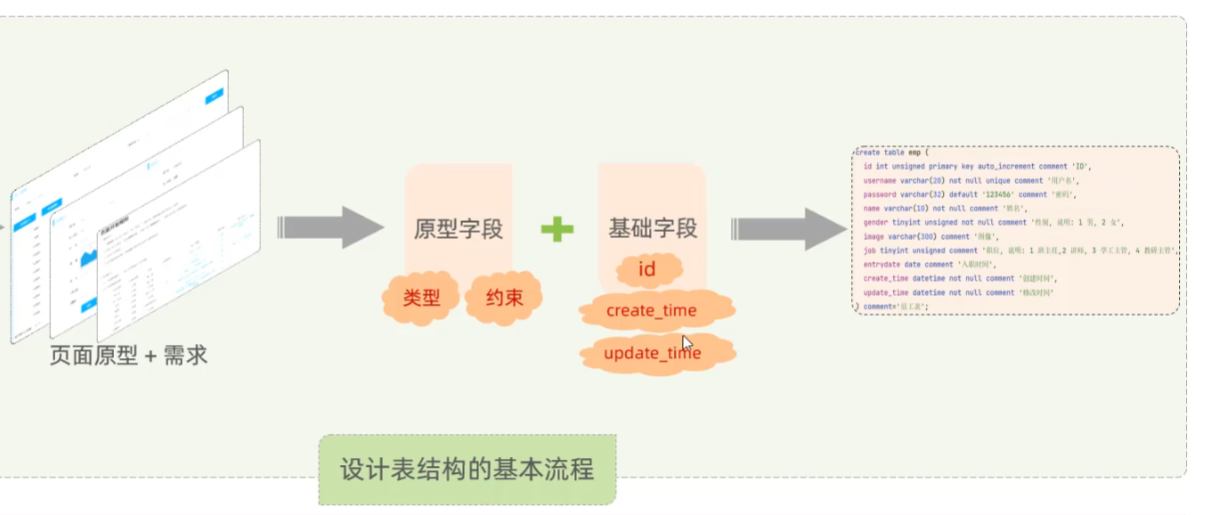 页面原型 + 需求
原型字段
类型
约束
基础字段
id
create_time
update_time
create table emp (
id int unsigned primary key auto_increment comment 'ID',
username varchar(20) not null unique comment '用户名',
password varchar(32) default '123456' comment '密码',
name varchar(10) not null comment '姓名',
gender tinyint unsigned not null comment '性别, 说明: 1 男, 2 女',
image varchar(300) comment '图像',
job tinyint unsigned comment '职位, 说明: 1 班主任,2 讲师, 3 学工主管, 4 教研主管',
entrydate date comment '入职时间',
create_time datetime not null comment '创建时间',
update_time datetime not null comment '修改时间'
) comment='员工表';
设计表结构的基本流程